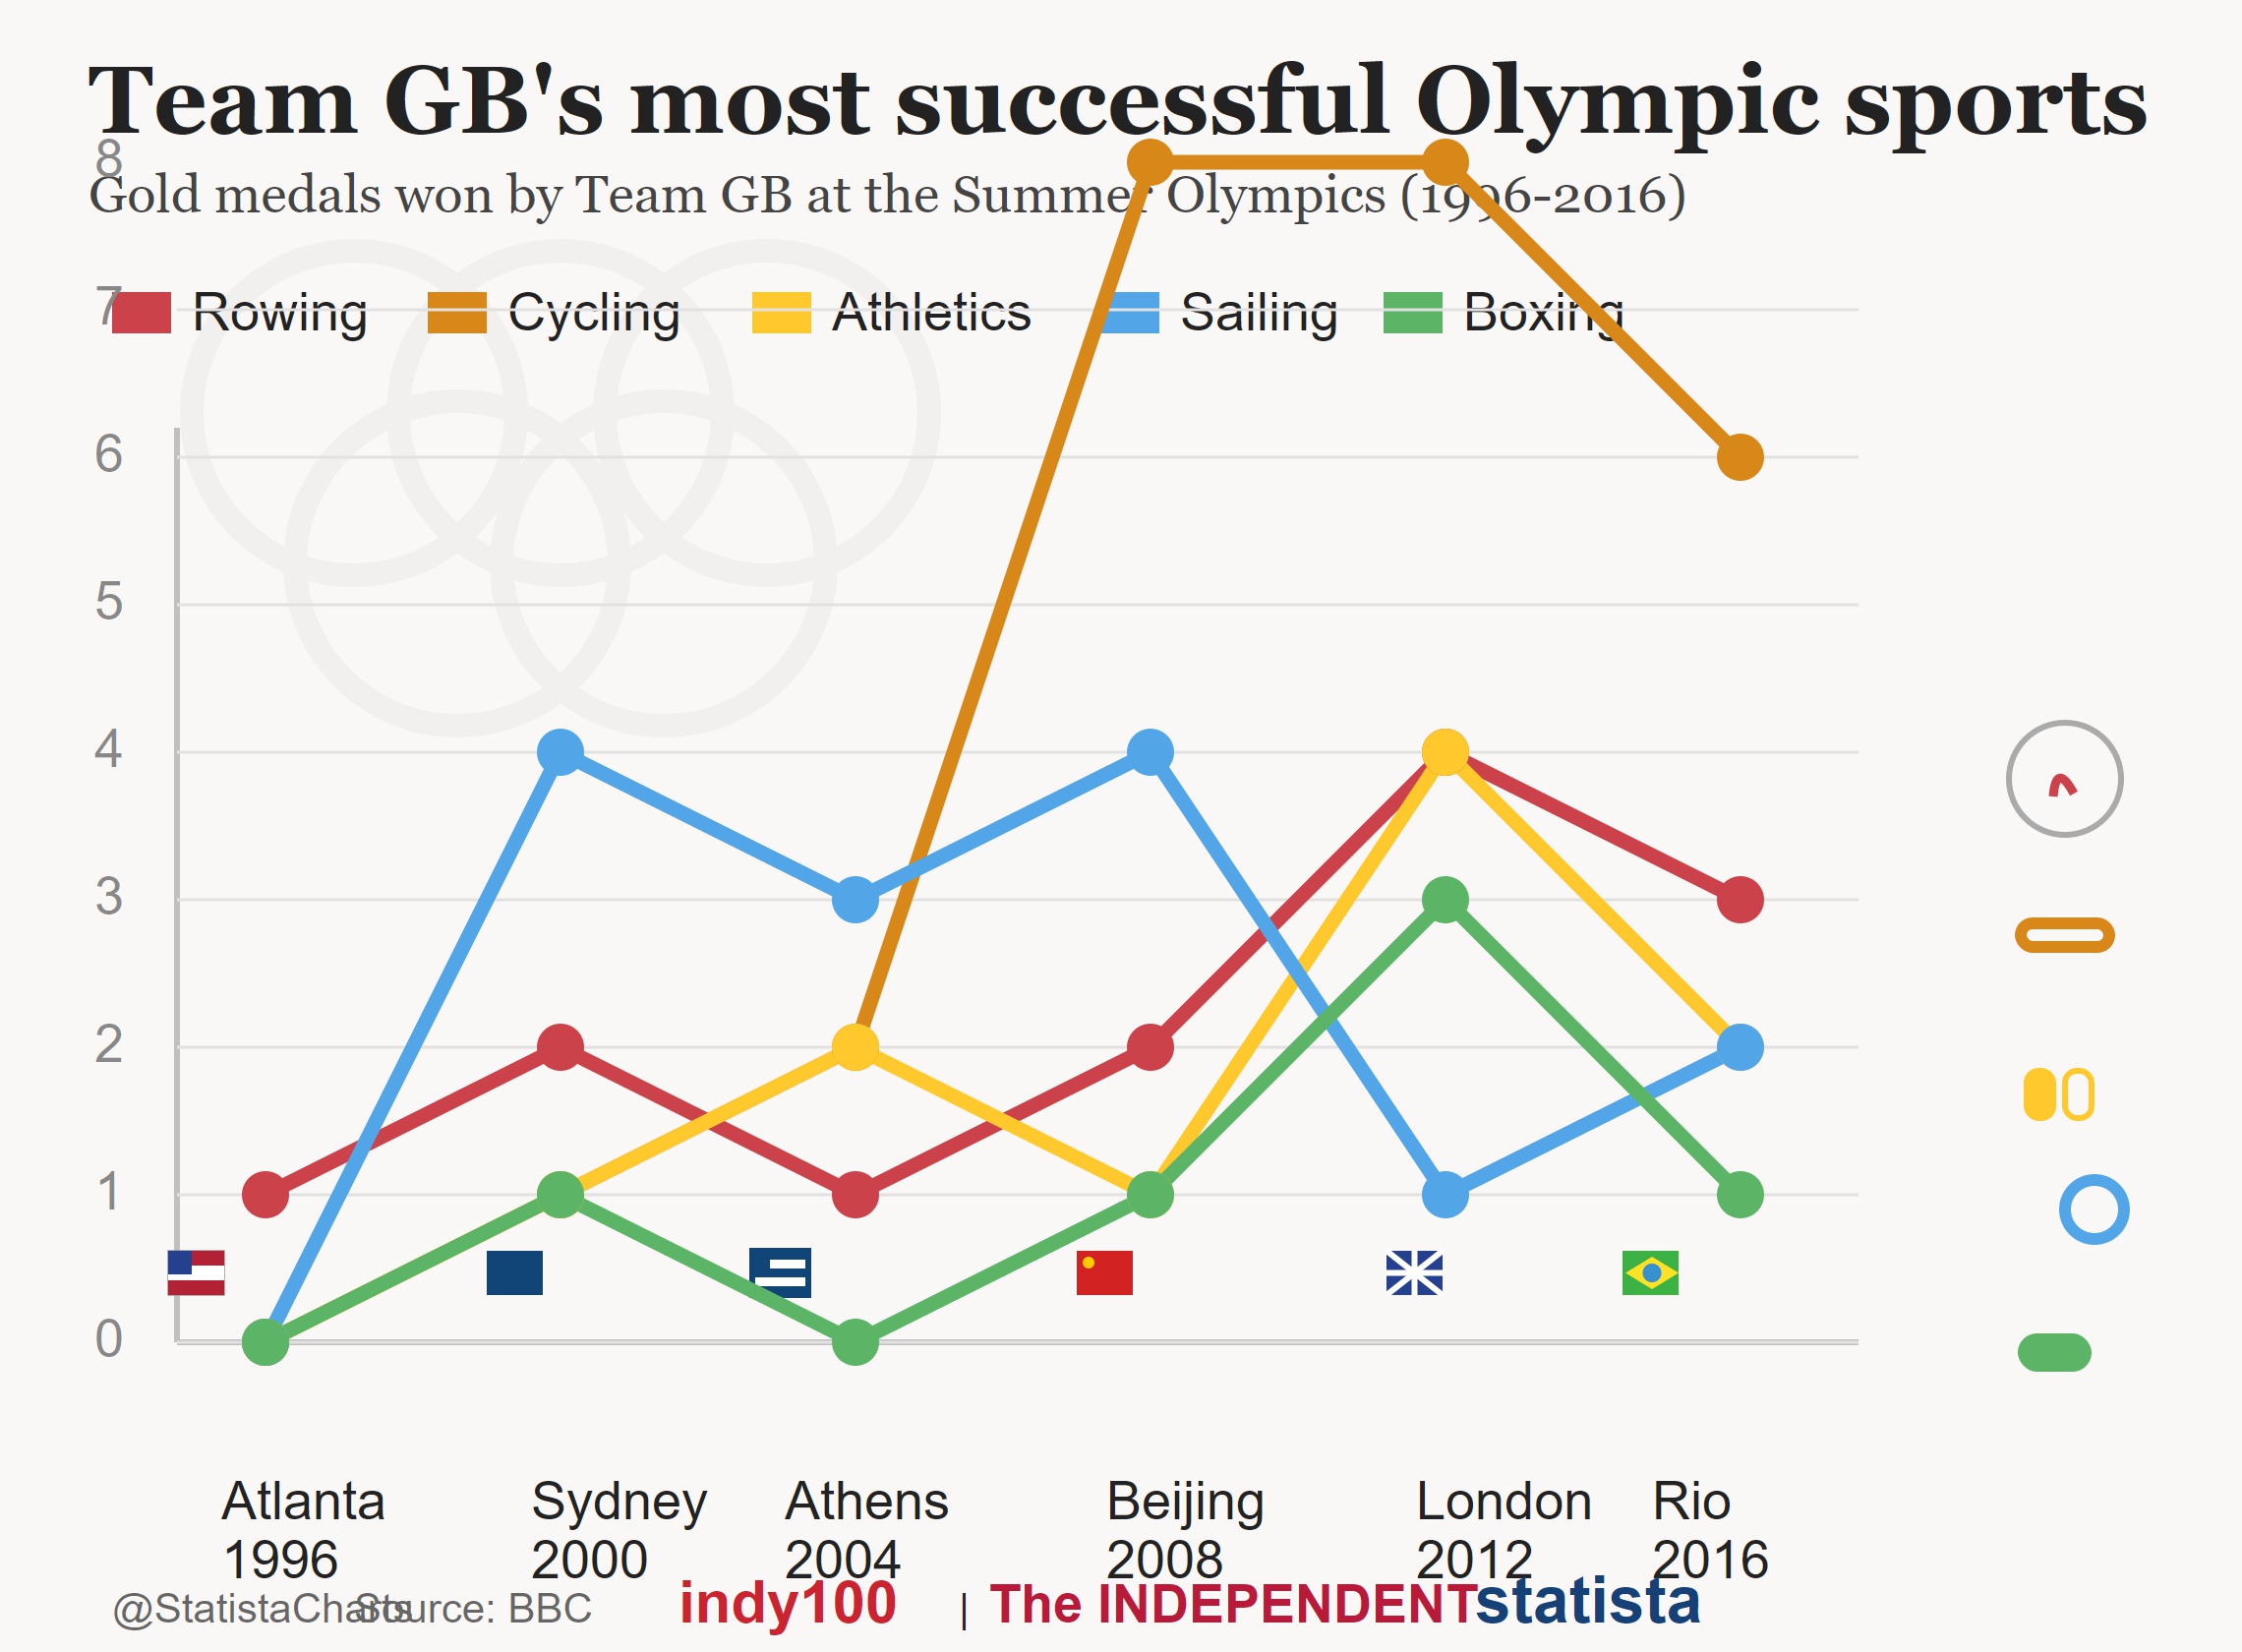 Team GB's most successful Olympic sports
Gold medals won by Team GB at the Summer Olympics (1996-2016)
Rowing Cycling Athletics Sailing Boxing
8
7
6
5
4
3
2
1
0
Atlanta
1996
Sydney
2000
Athens
2004
Beijing
2008
London
2012
Rio
2016
@StatistaCharts Source: BBC indy100 | The INDEPENDENT statista